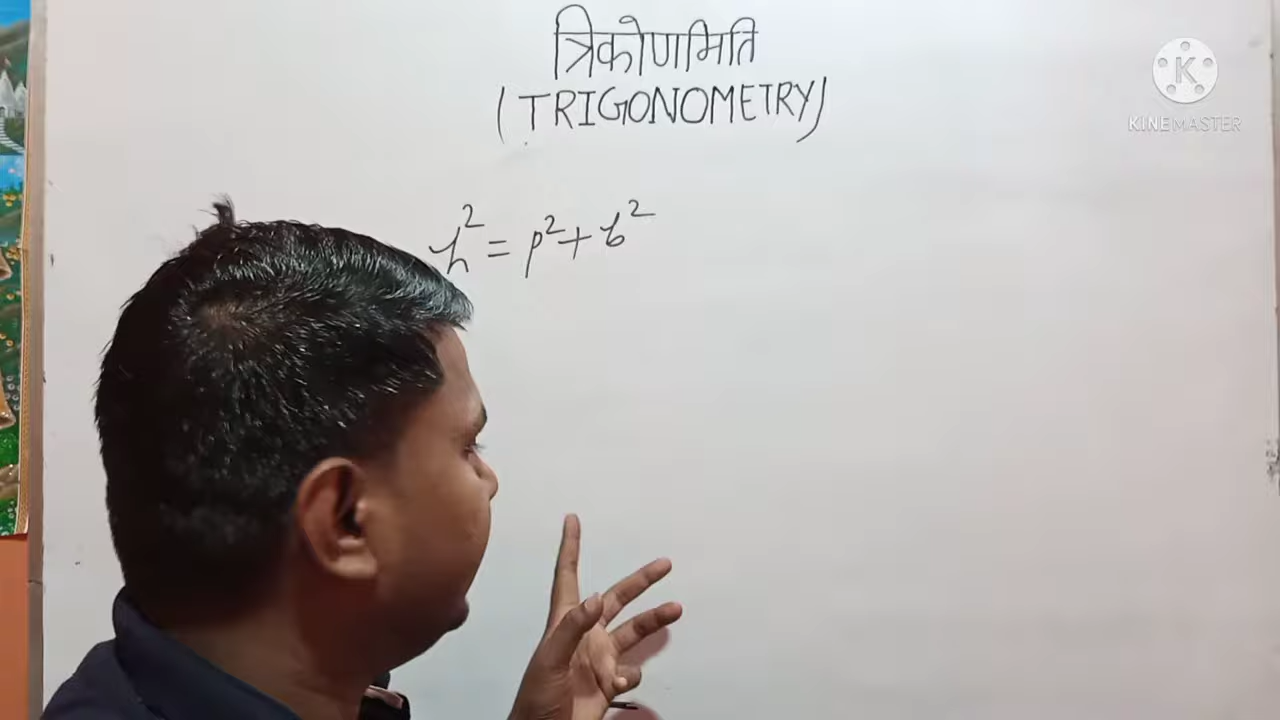 त्रिकोणमिति
(TRIGONOMETRY)
h² = p² + b²
K
KINEMASTER